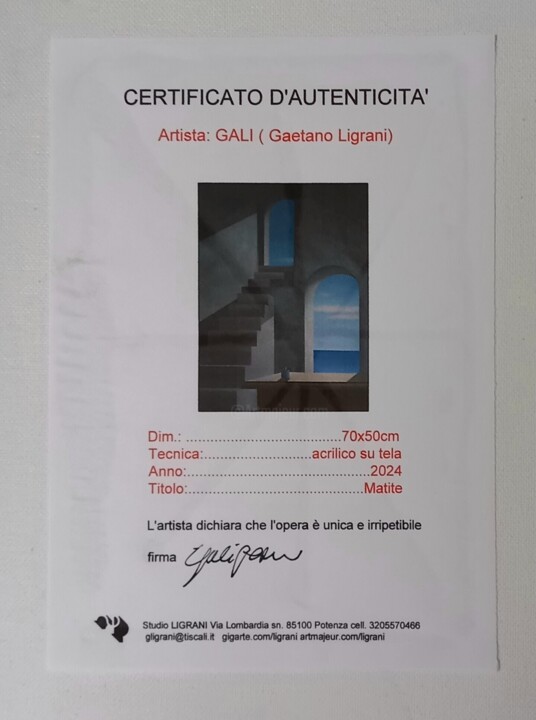 CERTIFICATO D'AUTENTICITA'
Artista: GALI ( Gaetano Ligrani)
Dim.: ......................................70x50cm
Tecnica:..........................acrilico su tela
Anno:.............................................2024
Titolo:...........................................Matite
L'artista dichiara che l'opera è unica e irripetibile
firma
Studio LIGRANI Via Lombardia sn. 85100 Potenza cell. 3205570466
gligrani@tiscali.it gigarte.com/ligrani artmajeur.com/ligrani